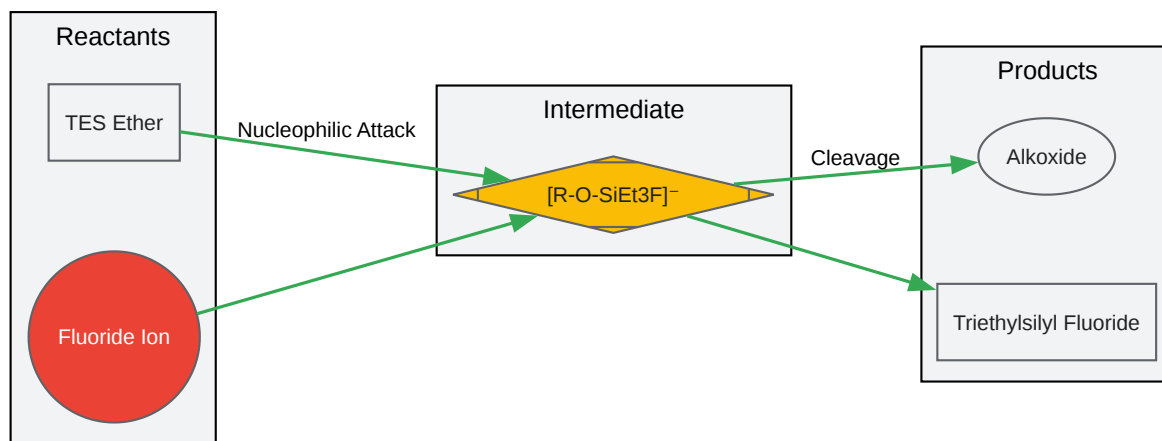 Reactants
TES Ether
Fluoride Ion
Nucleophilic Attack
Intermediate
[R-O-SiEt3F]⁻
Cleavage
Products
Alkoxide
Triethylsilyl Fluoride